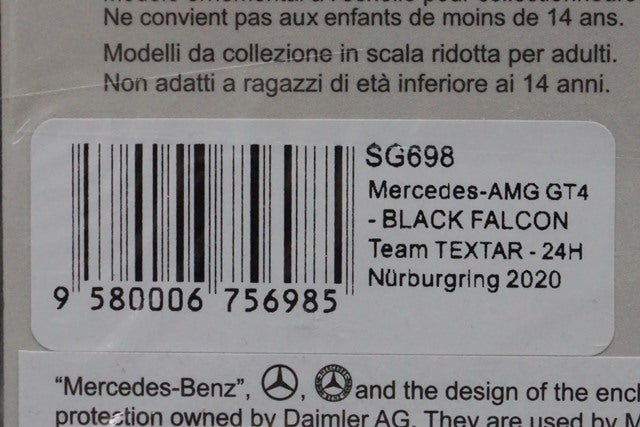 Ne convient pas aux enfants de moins de 14 ans.
Modelli da collezione in scala ridotta per adulti.
Non adatti a ragazzi di età inferiore ai 14 anni.
SG698
Mercedes-AMG GT4
- BLACK FALCON
Team TEXTAR - 24H
Nürburgring 2020
9 580006 756985
"Mercedes-Benz", , and the design of the
protection owned by Daimler AG. They are used by